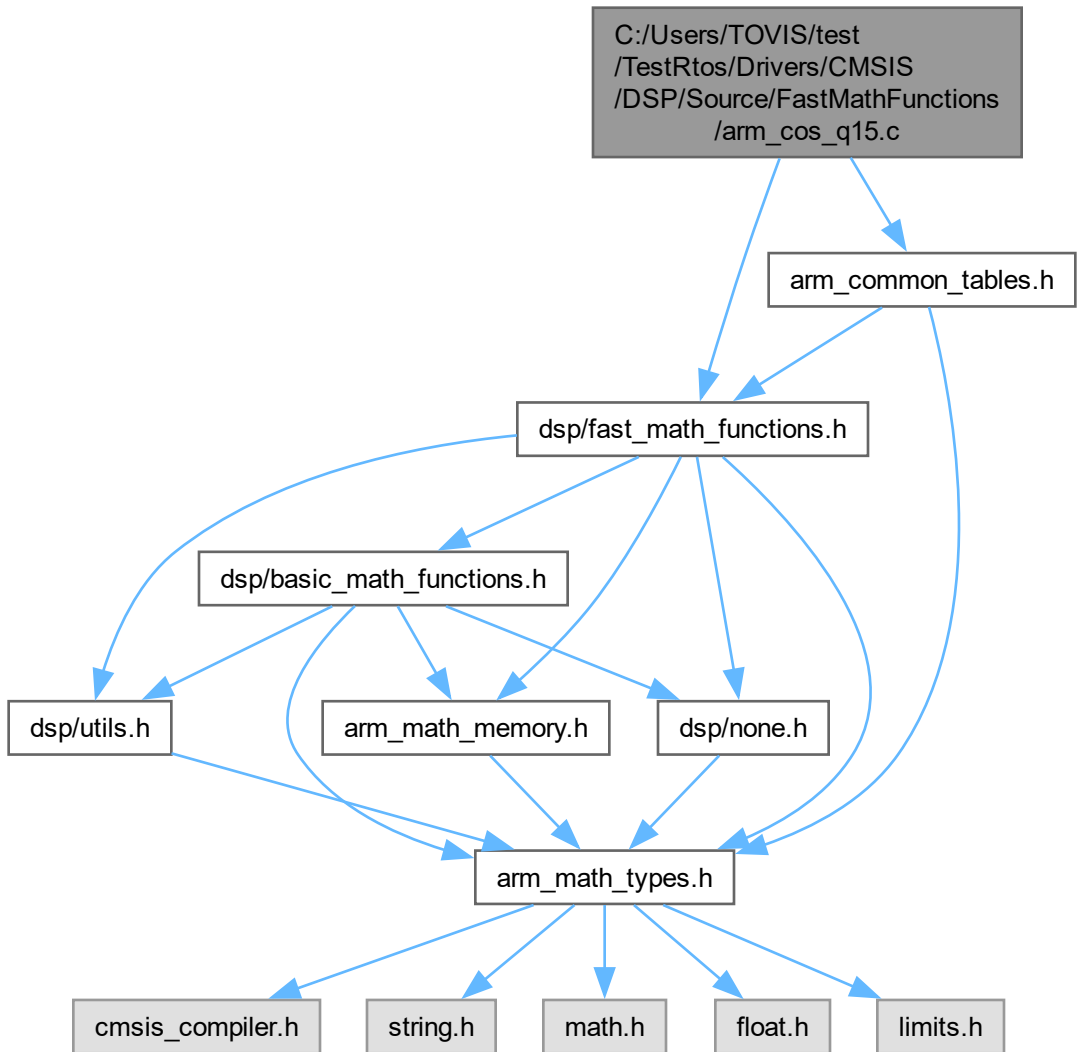 C:/Users/TOVIS/test
/TestRtos/Drivers/CMSIS
/DSP/Source/FastMathFunctions
/arm_cos_q15.c
arm_common_tables.h
dsp/fast_math_functions.h
dsp/basic_math_functions.h
dsp/utils.h
arm_math_memory.h
dsp/none.h
arm_math_types.h
cmsis_compiler.h
string.h
math.h
float.h
limits.h